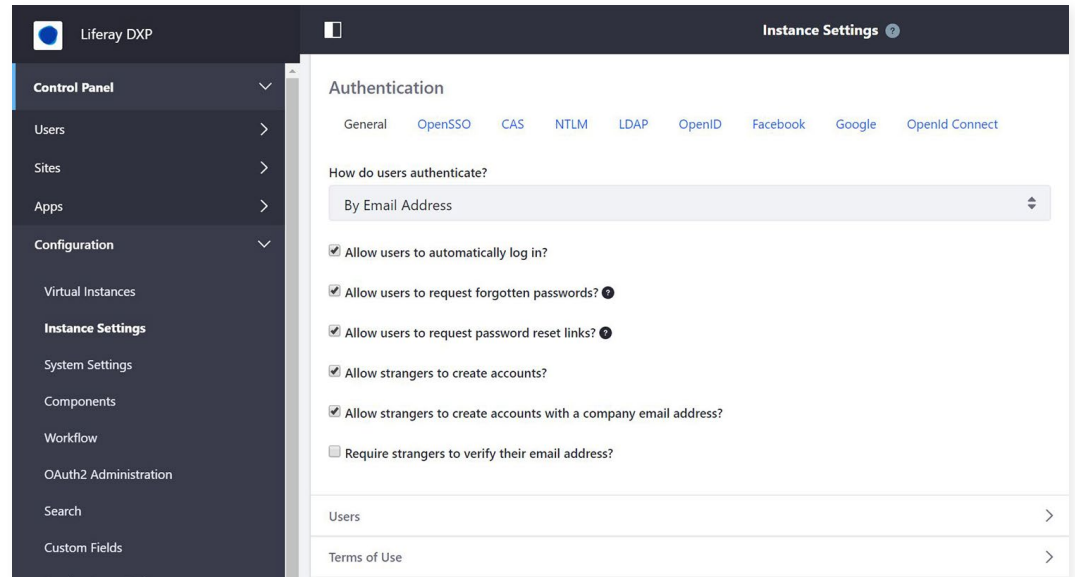 Liferay DXP
Control Panel
Users
Sites
Apps
Configuration
Virtual Instances
Instance Settings
System Settings
Components
Workflow
OAuth2 Administration
Search
Custom Fields
Instance Settings ?
Authentication
General OpenSSO CAS NTLM LDAP OpenID Facebook Google OpenId Connect
How do users authenticate?
By Email Address
Allow users to automatically log in?
Allow users to request forgotten passwords? ?
Allow users to request password reset links? ?
Allow strangers to create accounts?
Allow strangers to create accounts with a company email address?
Require strangers to verify their email address?
Users
Terms of Use